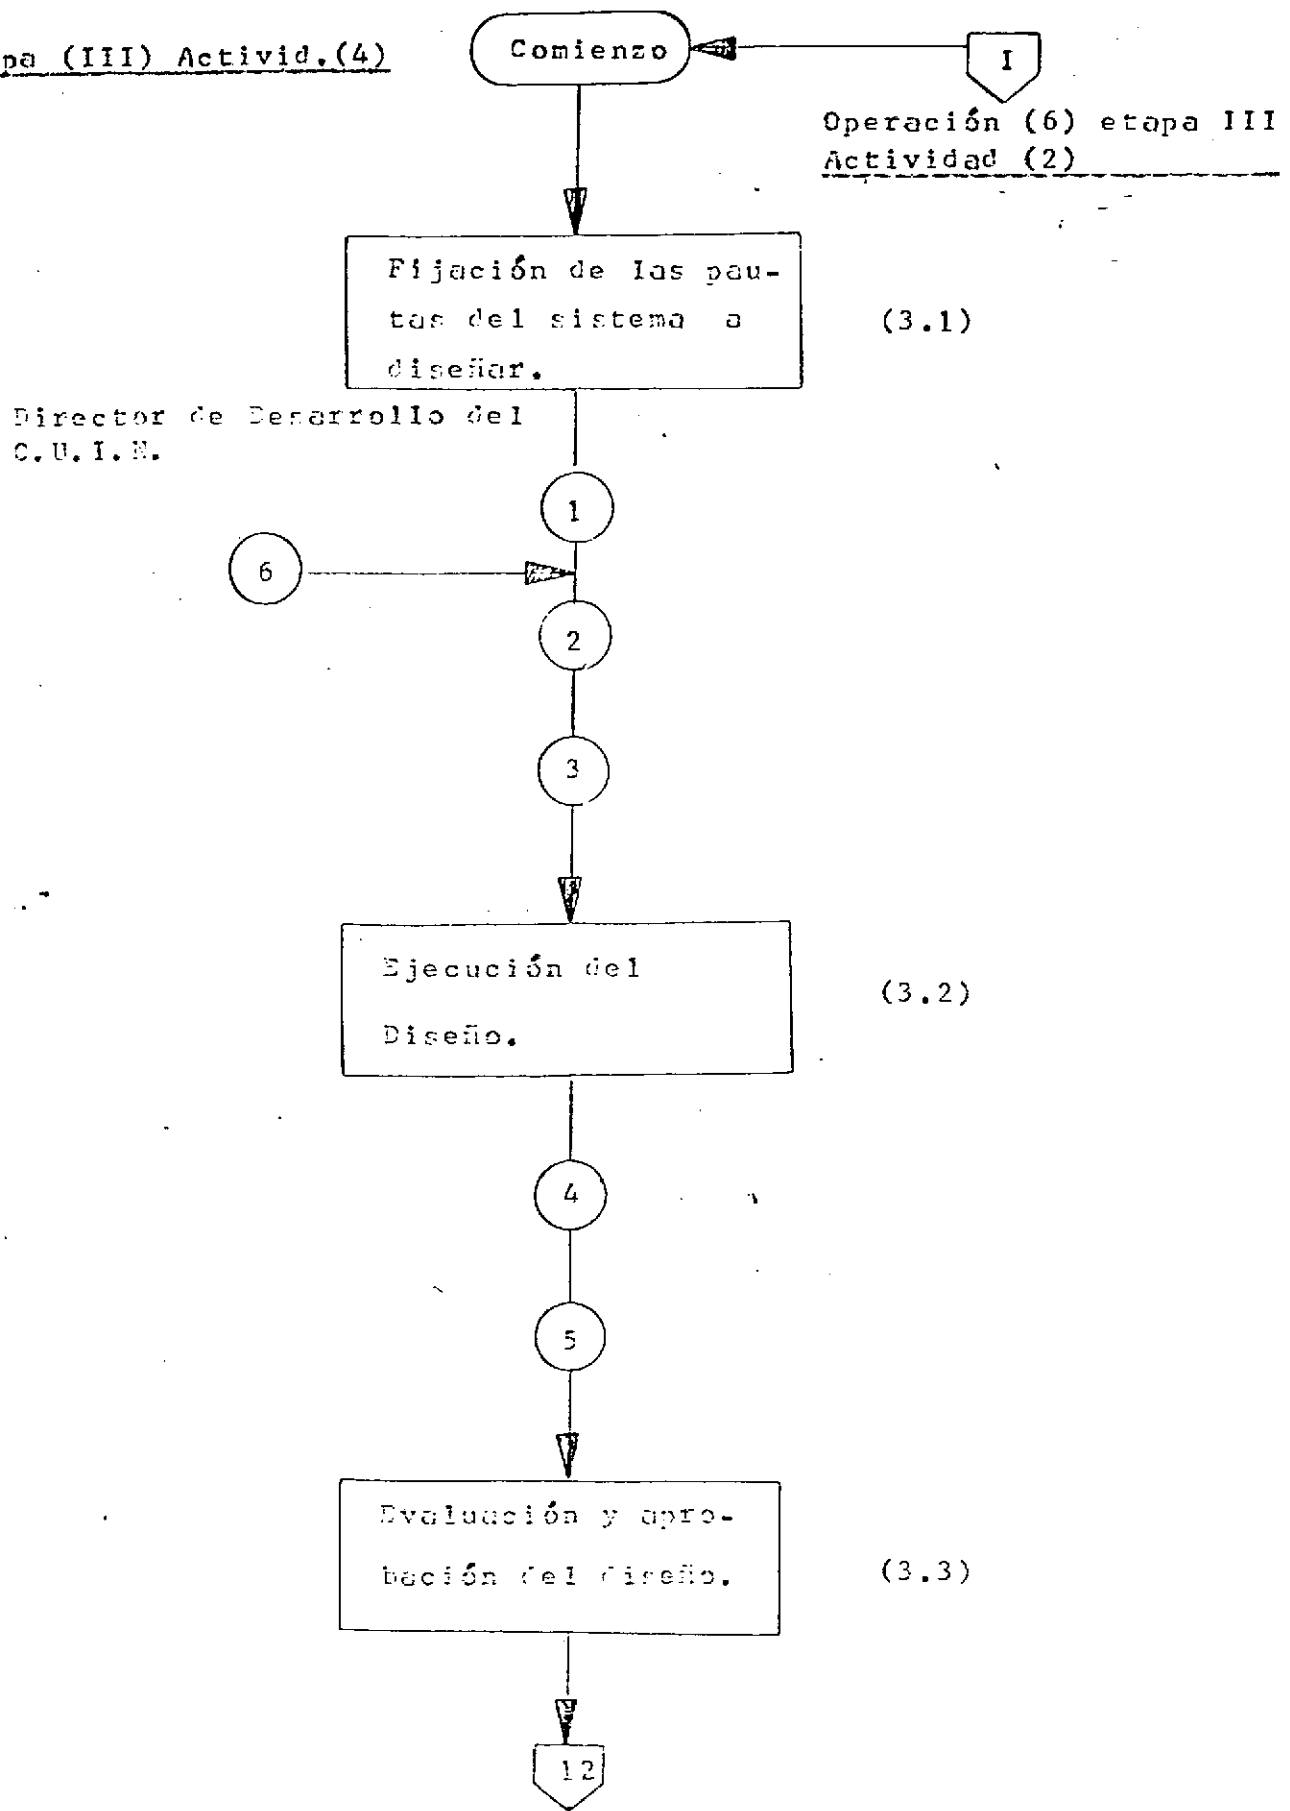 pa (III) Activid.(4)
Comienzo
I
Operación (6) etapa III
Actividad (2)
Fijación de las pau-
tas del sistema a
diseñar.
(3.1)
Director de Desarrollo del
C.U.I.N.
1
6
2
3
Ejecución del
Diseño.
(3.2)
4
5
Evaluación y apro-
bación del diseño.
(3.3)
12